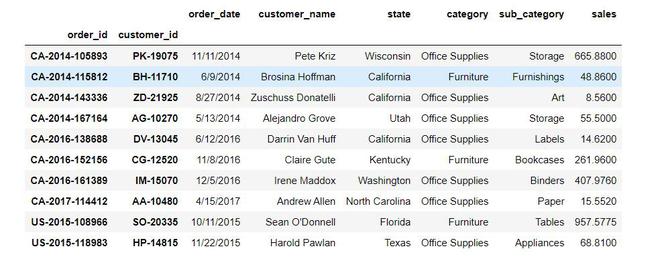 order_date customer_name state category sub_category sales
order_id customer_id
CA-2014-105893 PK-19075 11/11/2014 Pete Kriz Wisconsin Office Supplies Storage 665.8800
CA-2014-115812 BH-11710 6/9/2014 Brosina Hoffman California Furniture Furnishings 48.8600
CA-2014-143336 ZD-21925 8/27/2014 Zuschuss Donatelli California Office Supplies Art 8.5600
CA-2014-167164 AG-10270 5/13/2014 Alejandro Grove Utah Office Supplies Storage 55.5000
CA-2016-138688 DV-13045 6/12/2016 Darrin Van Huff California Office Supplies Labels 14.6200
CA-2016-152156 CG-12520 11/8/2016 Claire Gute Kentucky Furniture Bookcases 261.9600
CA-2016-161389 IM-15070 12/5/2016 Irene Maddox Washington Office Supplies Binders 407.9760
CA-2017-114412 AA-10480 4/15/2017 Andrew Allen North Carolina Office Supplies Paper 15.5520
US-2015-108966 SO-20335 10/11/2015 Sean O'Donnell Florida Furniture Tables 957.5775
US-2015-118983 HP-14815 11/22/2015 Harold Pawlan Texas Office Supplies Appliances 68.8100